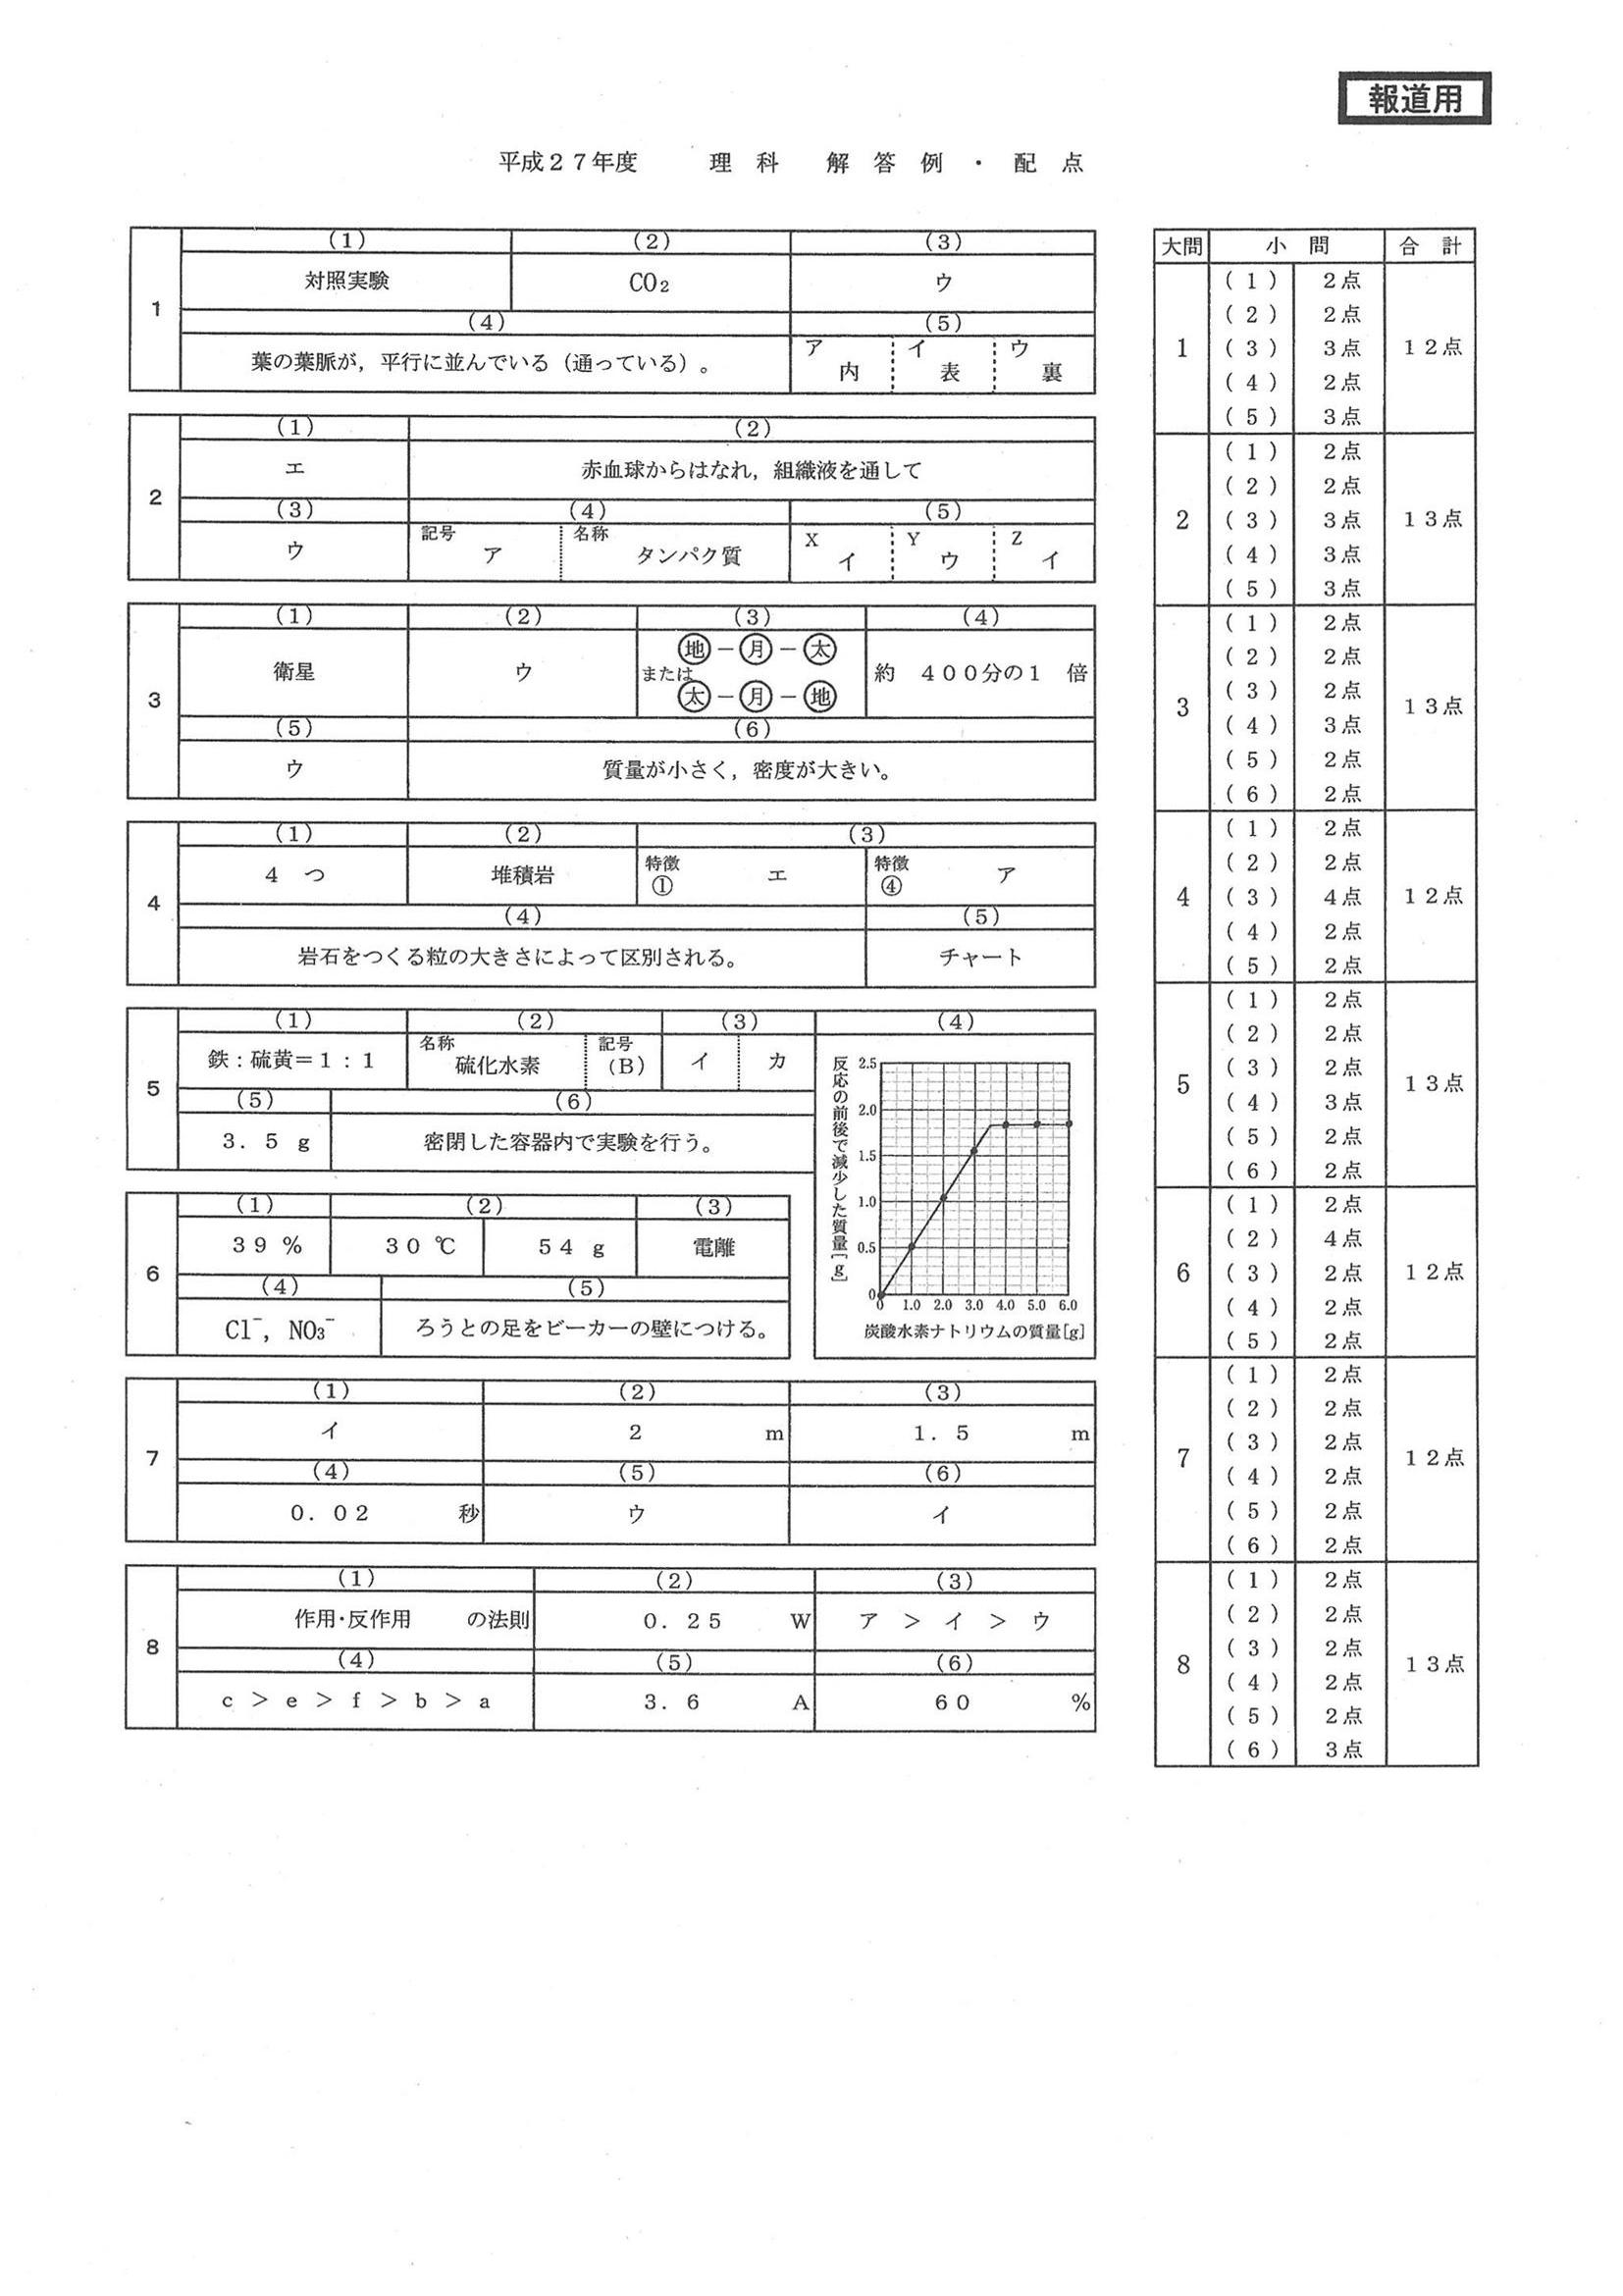 報道用
平成２７年度　理科　解答例・配点
1
(1) (2) (3)
対照実験 CO₂ ウ
(4) (5)
葉の葉脈が，平行に並んでいる（通っている）。 ア 内 イ 表 ウ 裏
2
(1) (2)
エ 赤血球からはなれ，組織液を通して
(3) (4) (5)
ウ 記号 ア 名称 タンパク質 X イ Y ウ Z イ
3
(1) (2) (3) (4)
衛星 ウ 地－月－太 または 太－月－地 約 ４００分の１ 倍
(5) (6)
ウ 質量が小さく，密度が大きい。
4
(1) (2) (3)
４つ 堆積岩 特徴① エ 特徴④ ア
(4) (5)
岩石をつくる粒の大きさによって区別される。 チャート
5
(1) (2) (3) (4)
鉄：硫黄＝１：１ 名称 硫化水素 記号 (B) イ カ
(5) (6)
３．５ g 密閉した容器内で実験を行う。
反応の前後で減少した質量[g]
2.5
2.0
1.5
1.0
0.5
0
0 1.0 2.0 3.0 4.0 5.0 6.0
炭酸水素ナトリウムの質量[g]
6
(1) (2) (3)
３９ % ３０ ℃ ５４ g 電離
(4) (5)
Cl⁻, NO₃⁻ ろうとの足をビーカーの壁につける。
7
(1) (2) (3)
イ ２ m １．５ m
(4) (5) (6)
０．０２ 秒 ウ イ
8
(1) (2) (3)
作用・反作用 の法則 ０．２５ W ア ＞ イ ＞ ウ
(4) (5) (6)
c ＞ e ＞ f ＞ b ＞ a ３．６ A ６０ %
大問 小問 合計
1 １２点
(1) 2点
(2) 2点
(3) 3点
(4) 2点
(5) 3点
2 １３点
(1) 2点
(2) 2点
(3) 3点
(4) 3点
(5) 3点
3 １３点
(1) 2点
(2) 2点
(3) 2点
(4) 3点
(5) 2点
(6) 2点
4 １２点
(1) 2点
(2) 2点
(3) 4点
(4) 2点
(5) 2点
5 １３点
(1) 2点
(2) 2点
(3) 2点
(4) 3点
(5) 2点
(6) 2点
6 １２点
(1) 2点
(2) 4点
(3) 2点
(4) 2点
(5) 2点
7 １２点
(1) 2点
(2) 2点
(3) 2点
(4) 2点
(5) 2点
(6) 2点
8 １３点
(1) 2点
(2) 2点
(3) 2点
(4) 2点
(5) 2点
(6) 3点